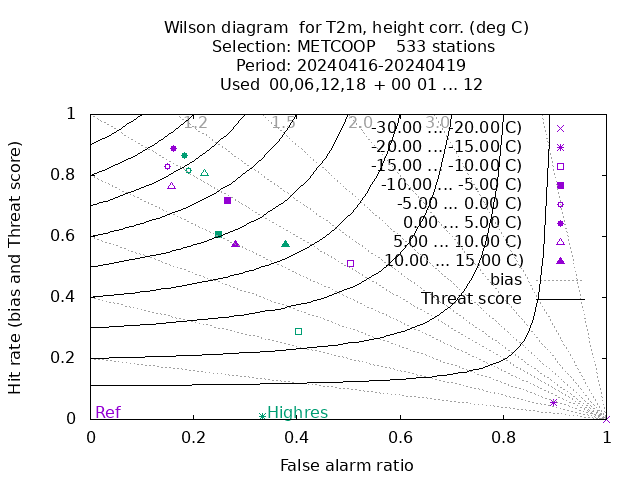 Wilson diagram  for T2m, height corr. (deg C)
Selection: METCOOP    533 stations
Period: 20240416-20240419
Used  00,06,12,18  + 00 01 ... 12
1.2 1.5 2.0 3.0
-30.00 ... -20.00 C)
-20.00 ... -15.00 C)
-15.00 ... -10.00 C)
-10.00 ... -5.00 C)
-5.00 ... 0.00 C)
0.00 ... 5.00 C)
5.00 ... 10.00 C)
10.00 ... 15.00 C)
bias
Threat score
Hit rate (bias and Threat score)
1
0.8
0.6
0.4
0.2
0
Ref Highres
0 0.2 0.4 0.6 0.8 1
False alarm ratio